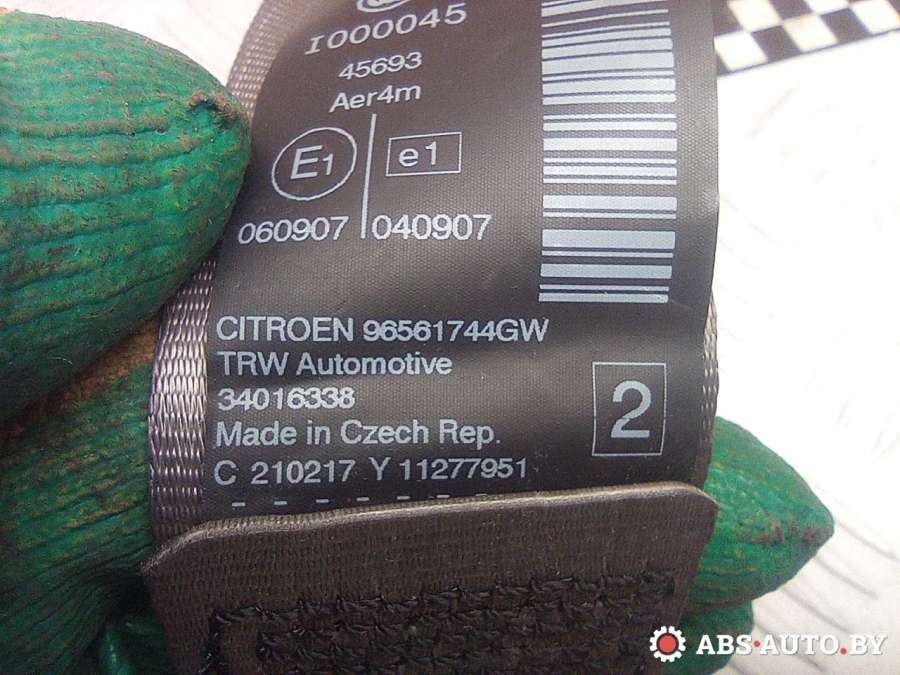 I000045
45693
Aer4m
E1 e1
060907 040907
CITROEN 96561744GW
TRW Automotive
34016338
Made in Czech Rep.
2
C 210217 Y 11277951
ABS-AUTO.BY